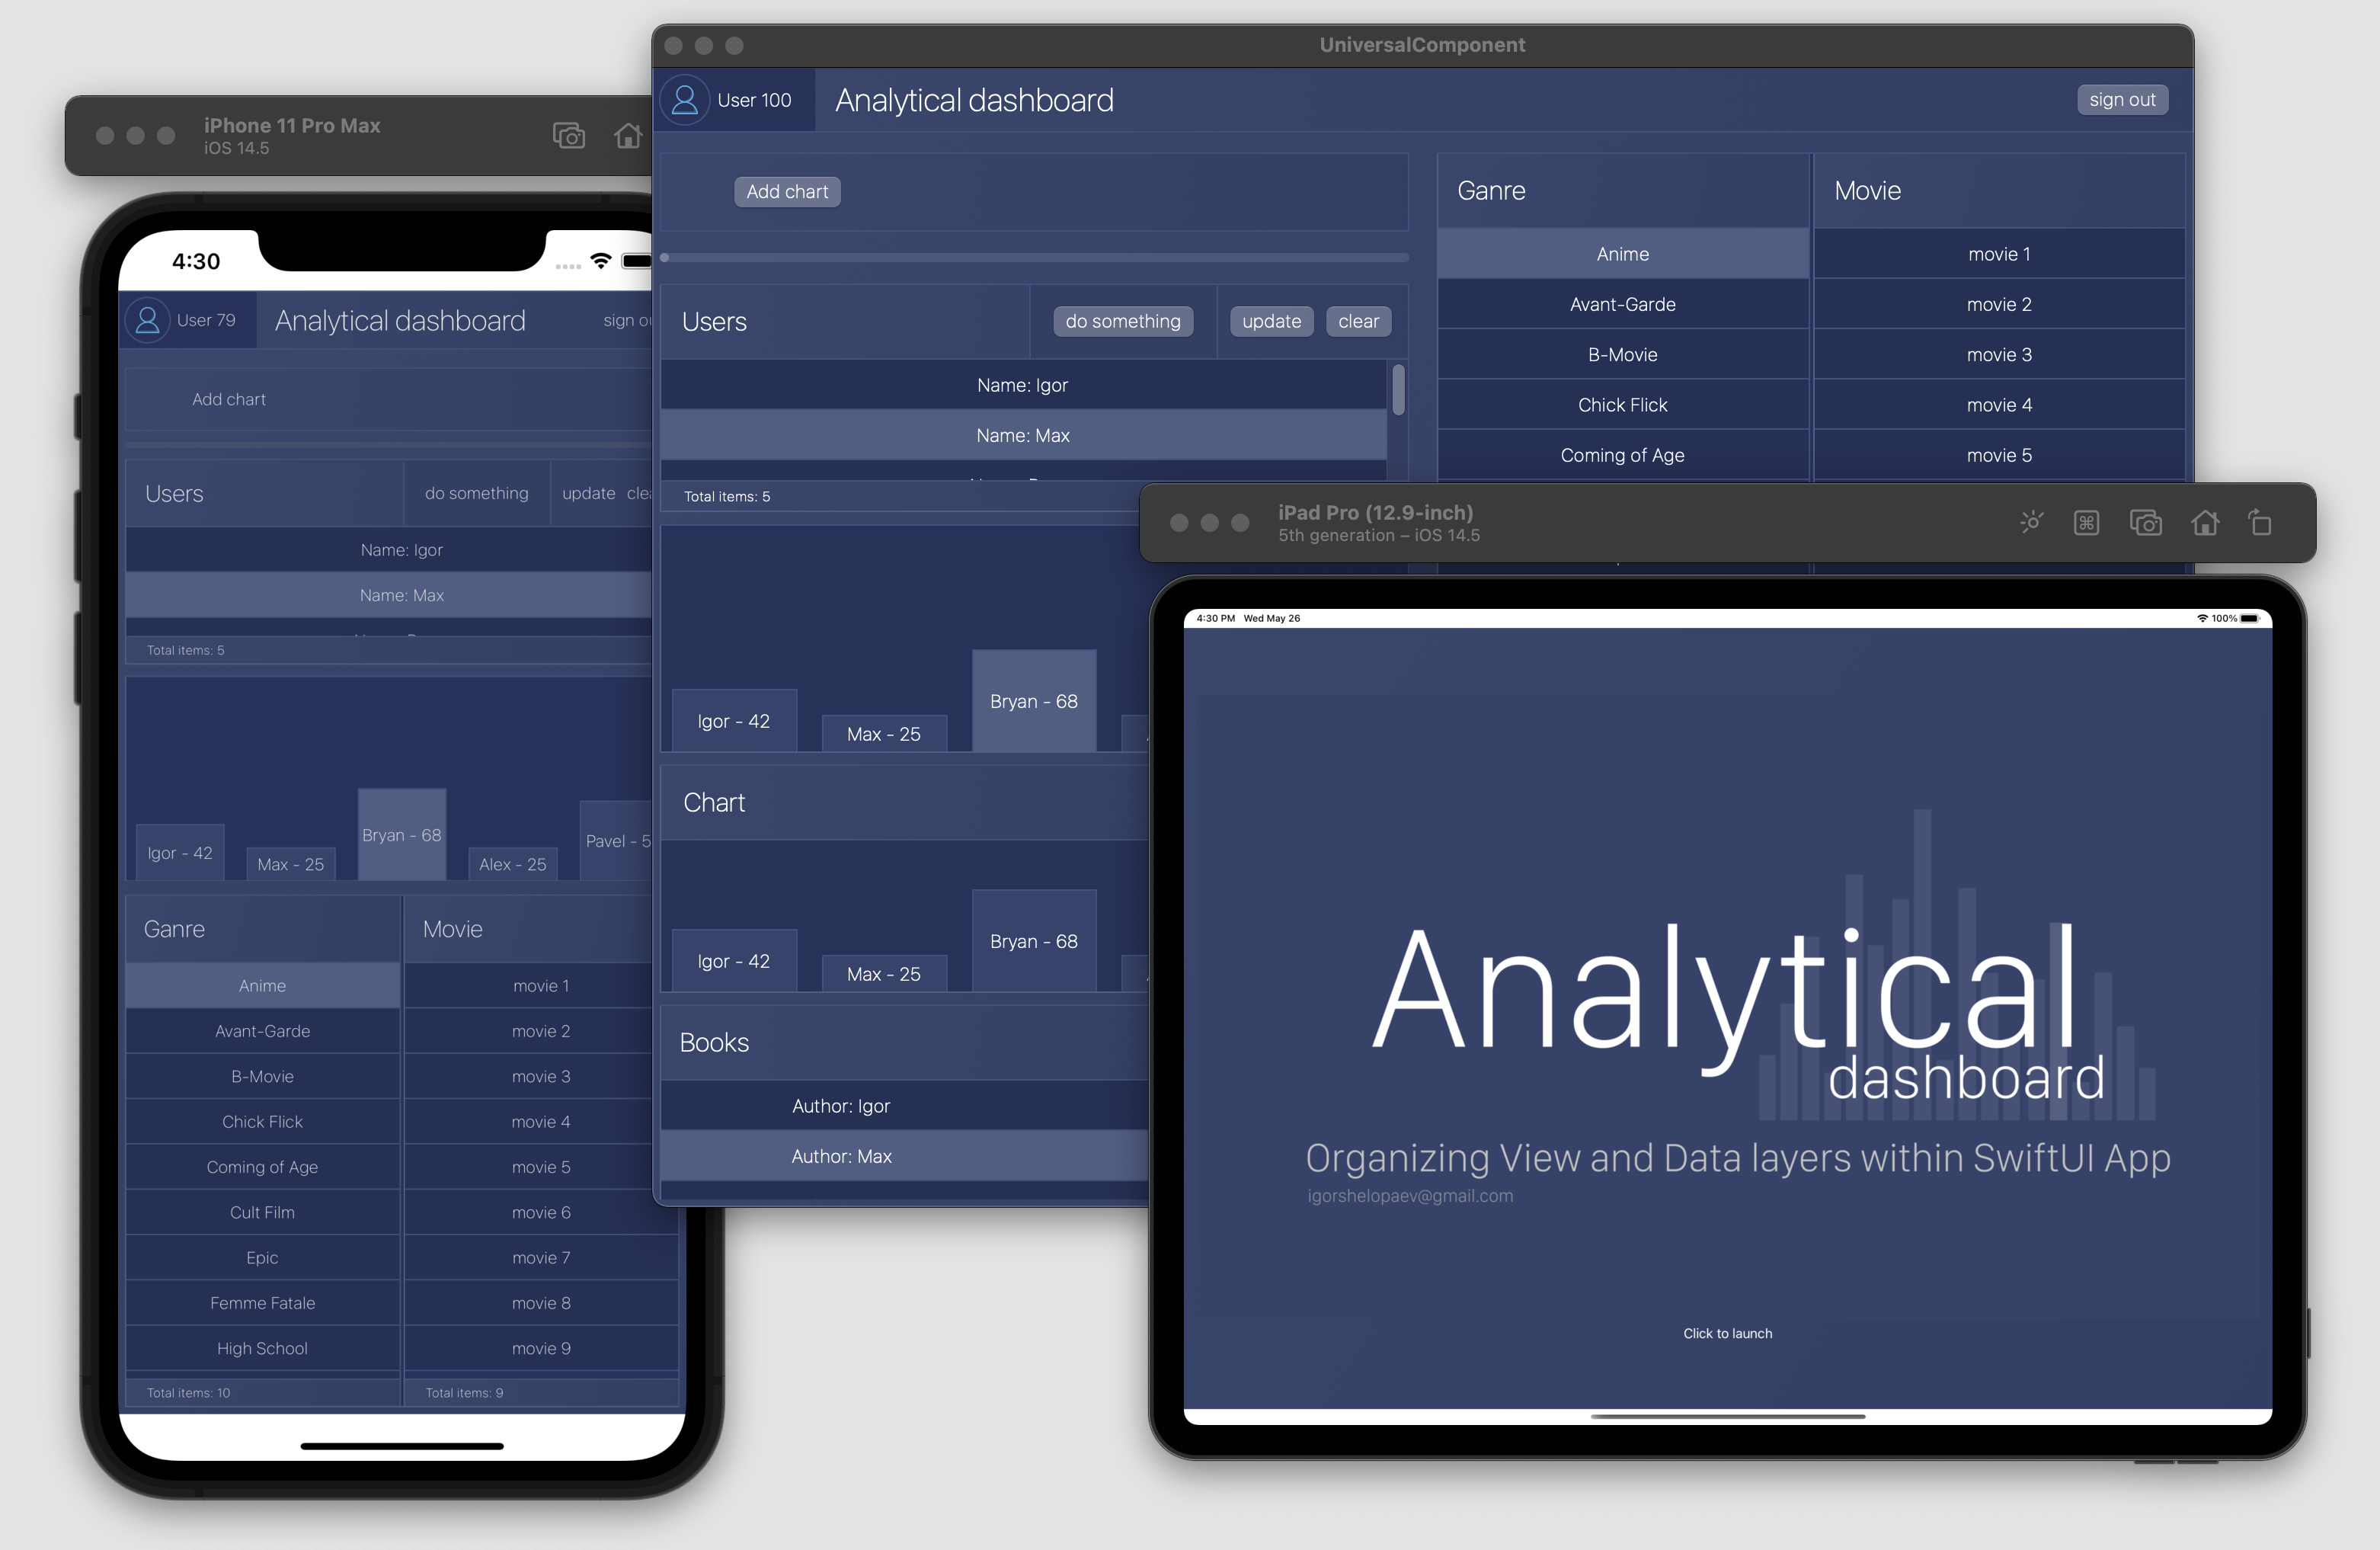 iPhone 11 Pro Max
iOS 14.5
4:30
User 79
Analytical dashboard
sign
Add chart
Users
do something
update
Name: Igor
Name: Max
Total items: 5
Igor - 42
Max - 25
Bryan - 68
Alex - 25
Pavel - 5
Ganre
Movie
Anime
movie 1
Avant-Garde
movie 2
B-Movie
movie 3
Chick Flick
movie 4
Coming of Age
movie 5
Cult Film
movie 6
Epic
movie 7
Femme Fatale
movie 8
High School
movie 9
Total items: 10
Total items: 9
UniversalComponent
User 100
Analytical dashboard
sign out
Add chart
Users
do something
update
clear
Name: Igor
Name: Max
Total items: 5
Igor - 42
Max - 25
Bryan - 68
Chart
Igor - 42
Max - 25
Bryan - 68
Books
Author: Igor
Author: Max
Ganre
Movie
Anime
movie 1
Avant-Garde
movie 2
B-Movie
movie 3
Chick Flick
movie 4
Coming of Age
movie 5
iPad Pro (12.9-inch)
5th generation – iOS 14.5
4:30 PM Wed May 26
100%
Analytical
dashboard
Organizing View and Data layers within SwiftUI App
igorshelopaev@gmail.com
Click to launch